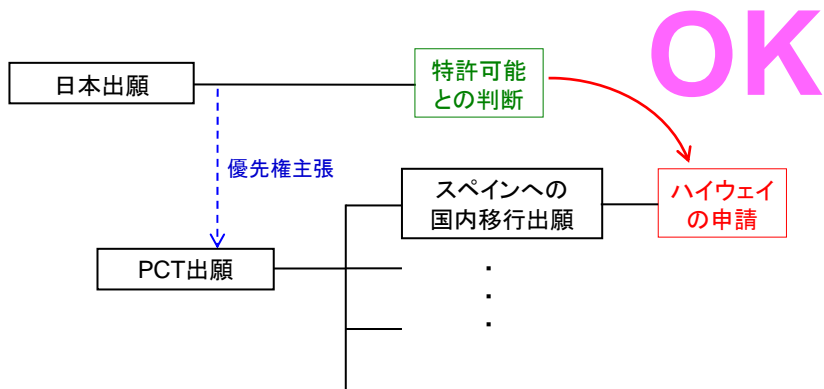 OK
日本出願
特許可能
との判断
優先権主張
スペインへの
国内移行出願
ハイウェイ
の申請
PCT出願
・
・
・